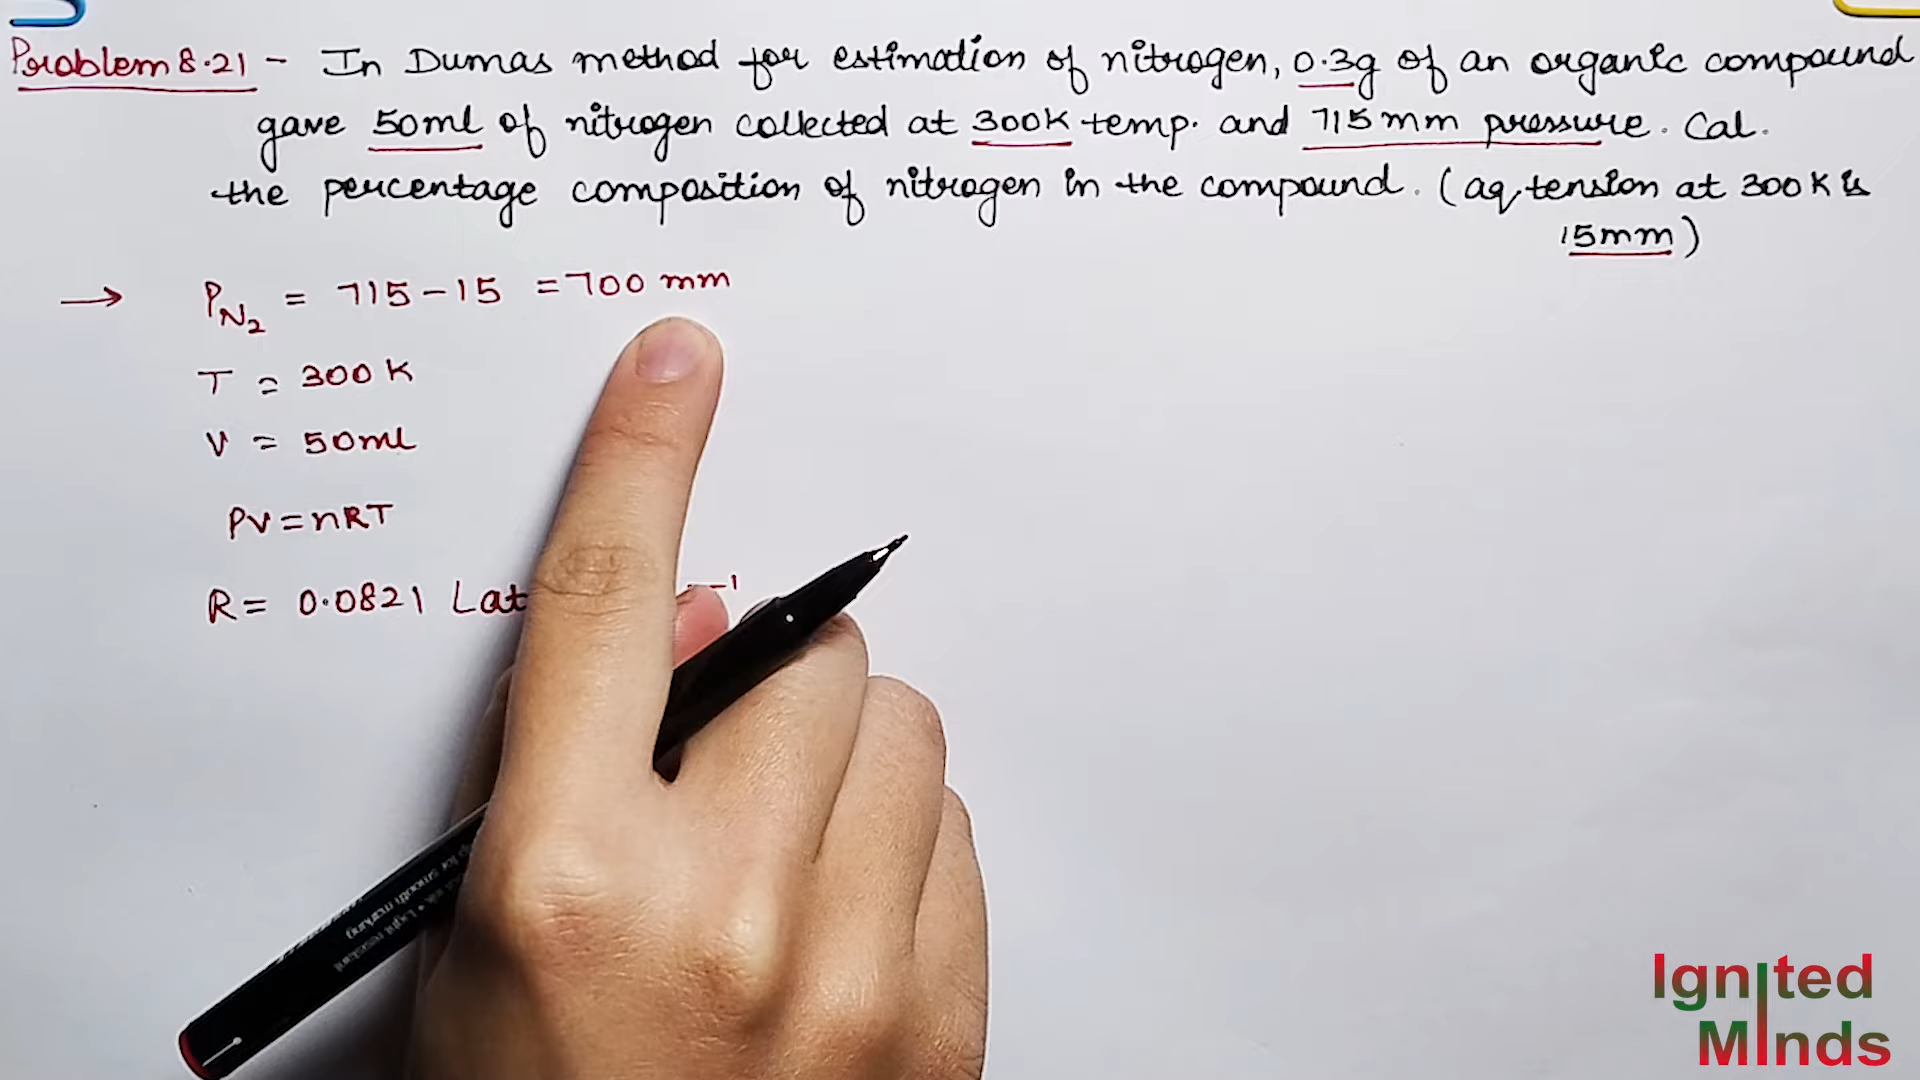 Problem 8.21 - In Dumas method for estimation of nitrogen, 0.3g of an organic compound
gave 50ml of nitrogen collected at 300K temp. and 715mm pressure. Cal.
the percentage composition of nitrogen in the compound. (aq. tension at 300K is
15mm)
→ PN2 = 715-15 = 700 mm
T = 300 K
V = 50ml
PV = nRT
R = 0.0821 Lat
Ignited
Minds